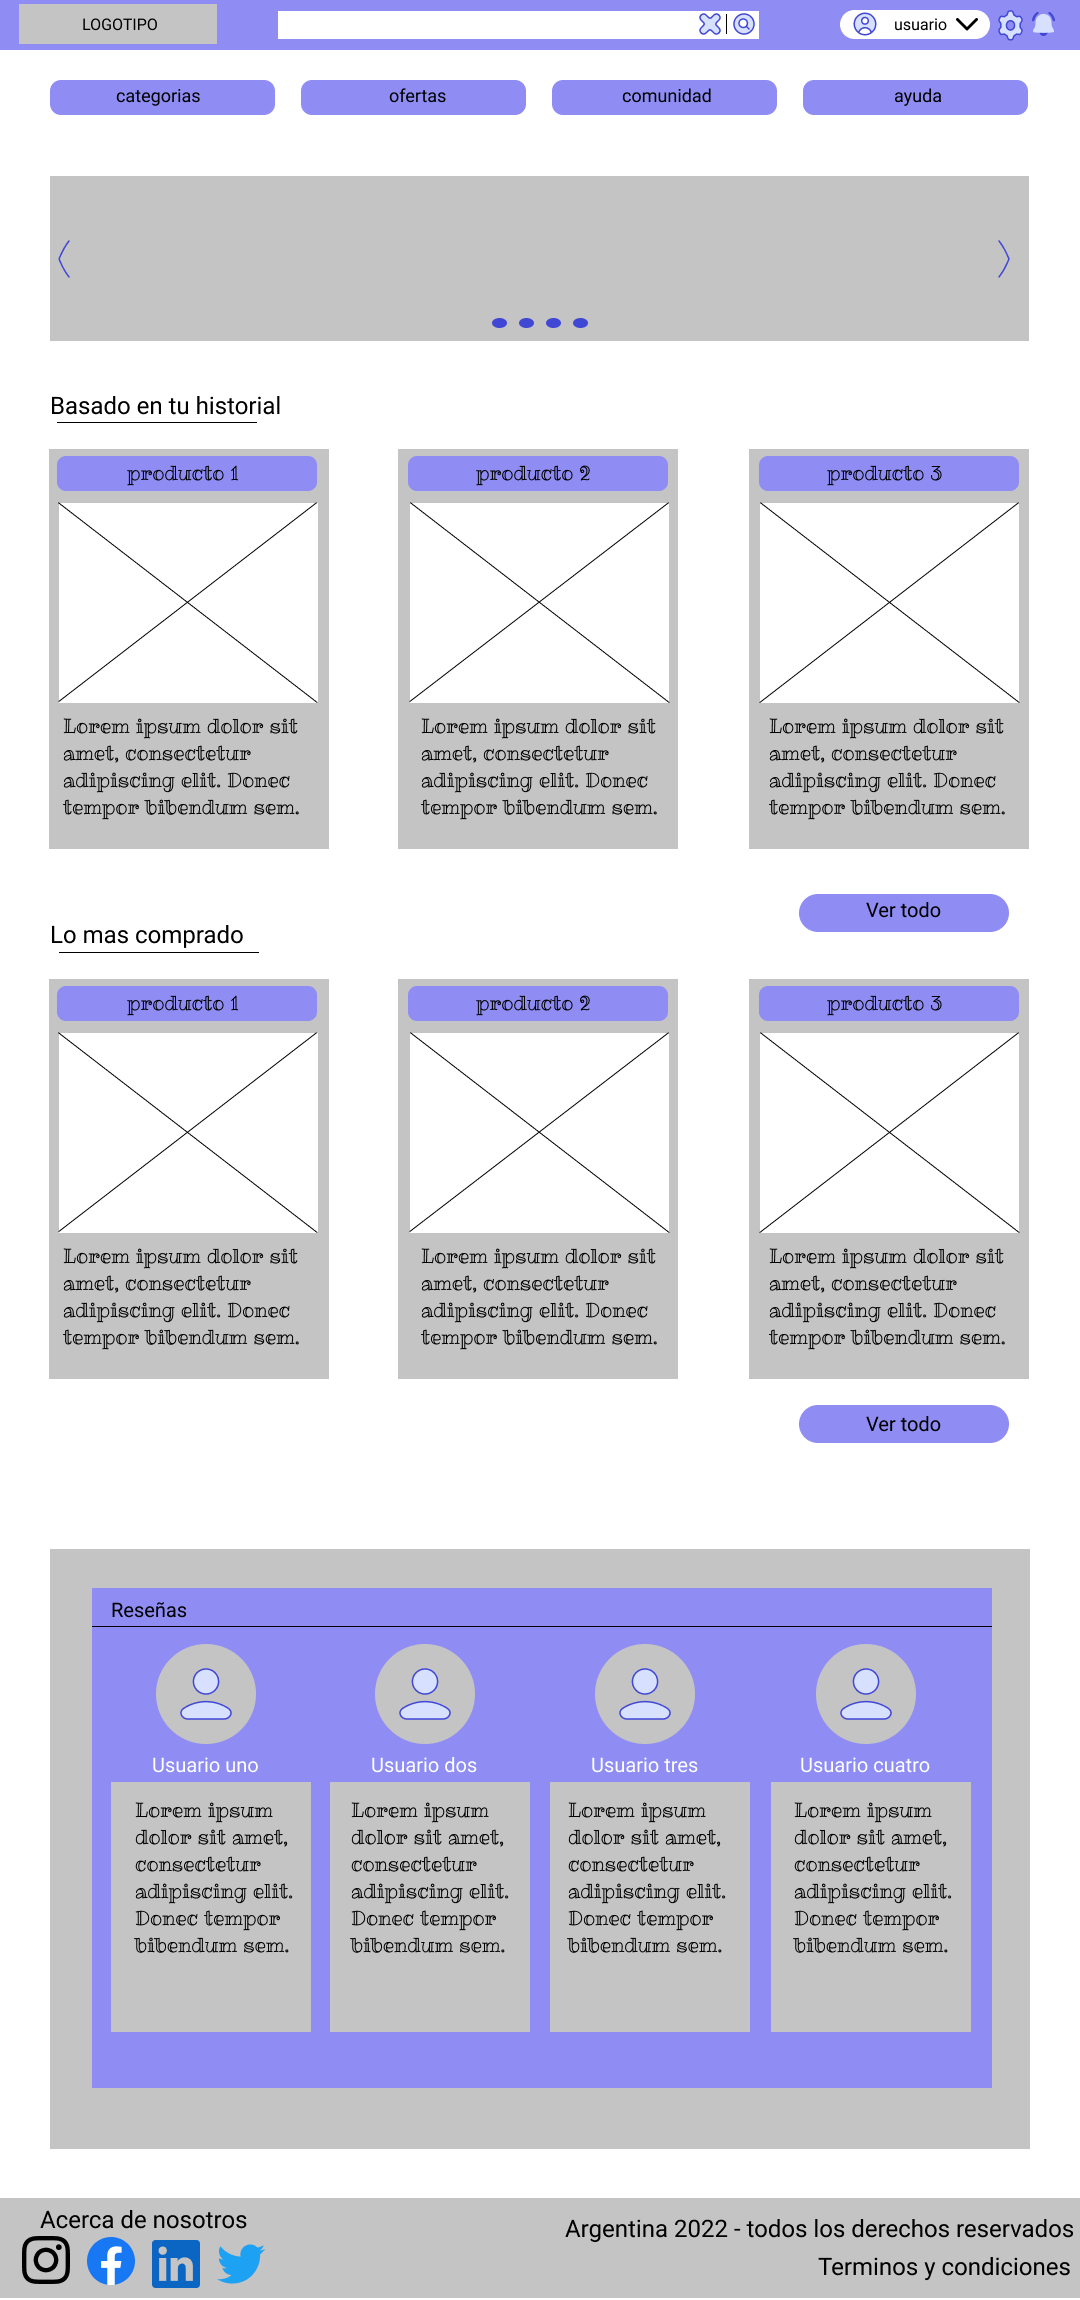 LOGOTIPO
usuario
categorias
ofertas
comunidad
ayuda
Basado en tu historial
producto 1
producto 2
producto 3
Lorem ipsum dolor sit
amet, consectetur
adipiscing elit. Donec
tempor bibendum sem.
Lorem ipsum dolor sit
amet, consectetur
adipiscing elit. Donec
tempor bibendum sem.
Lorem ipsum dolor sit
amet, consectetur
adipiscing elit. Donec
tempor bibendum sem.
Ver todo
Lo mas comprado
producto 1
producto 2
producto 3
Lorem ipsum dolor sit
amet, consectetur
adipiscing elit. Donec
tempor bibendum sem.
Lorem ipsum dolor sit
amet, consectetur
adipiscing elit. Donec
tempor bibendum sem.
Lorem ipsum dolor sit
amet, consectetur
adipiscing elit. Donec
tempor bibendum sem.
Ver todo
Reseñas
Usuario uno
Usuario dos
Usuario tres
Usuario cuatro
Lorem ipsum
dolor sit amet,
consectetur
adipiscing elit.
Donec tempor
bibendum sem.
Lorem ipsum
dolor sit amet,
consectetur
adipiscing elit.
Donec tempor
bibendum sem.
Lorem ipsum
dolor sit amet,
consectetur
adipiscing elit.
Donec tempor
bibendum sem.
Lorem ipsum
dolor sit amet,
consectetur
adipiscing elit.
Donec tempor
bibendum sem.
Acerca de nosotros
in
Argentina 2022 - todos los derechos reservados
Terminos y condiciones